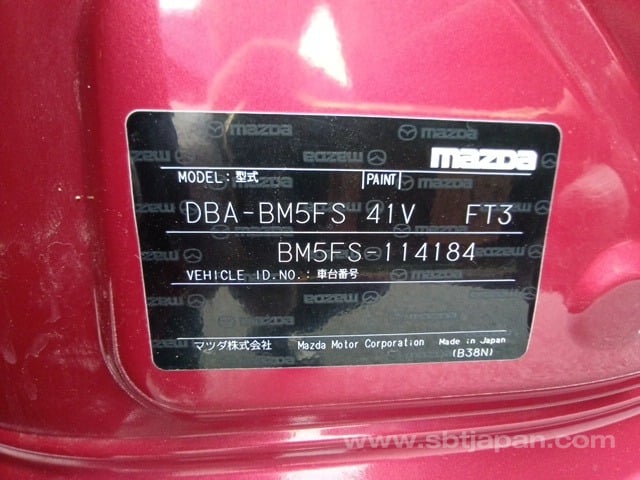 mazda
MODEL: 型式 PAINT
DBA-BM5FS 41V FT3
BM5FS-114184
VEHICLE ID.NO.: 車台番号
マツダ株式会社 Mazda Motor Corporation Made in Japan
(B38N)
www.sbtjapan.com